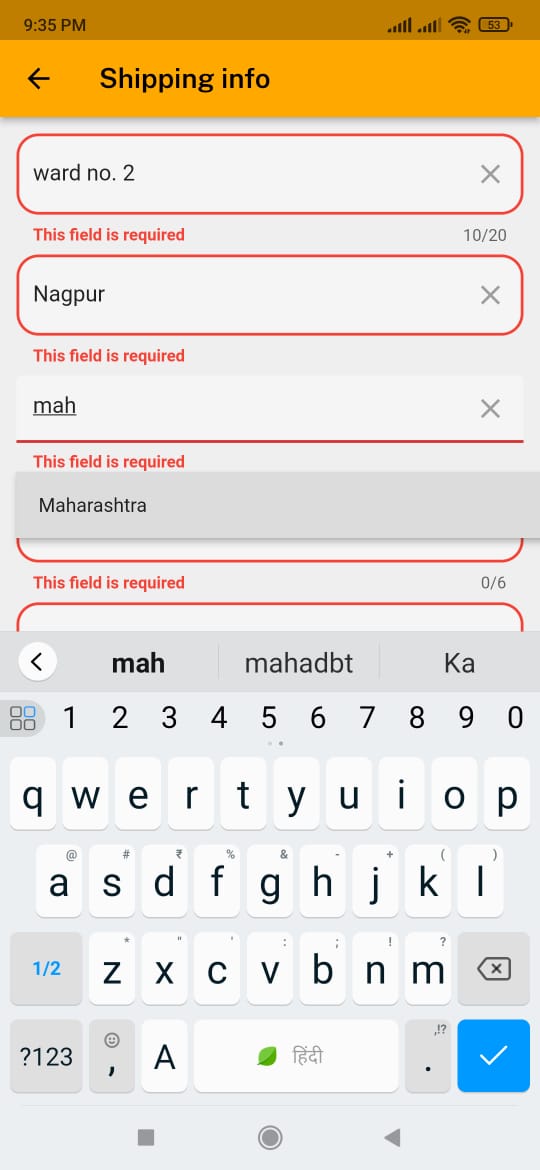 9:35 PM 53
Shipping info
ward no. 2
This field is required 10/20
Nagpur
This field is required
mah
This field is required
Maharashtra
This field is required 0/6
mah mahadbt Ka
1 2 3 4 5 6 7 8 9 0
q w e r t y u i o p
@ # ₹ % & - + ( )
a s d f g h j k l
* " ' : ; ! ?
1/2 z x c v b n m
,!?
?123 , A हिंदी .